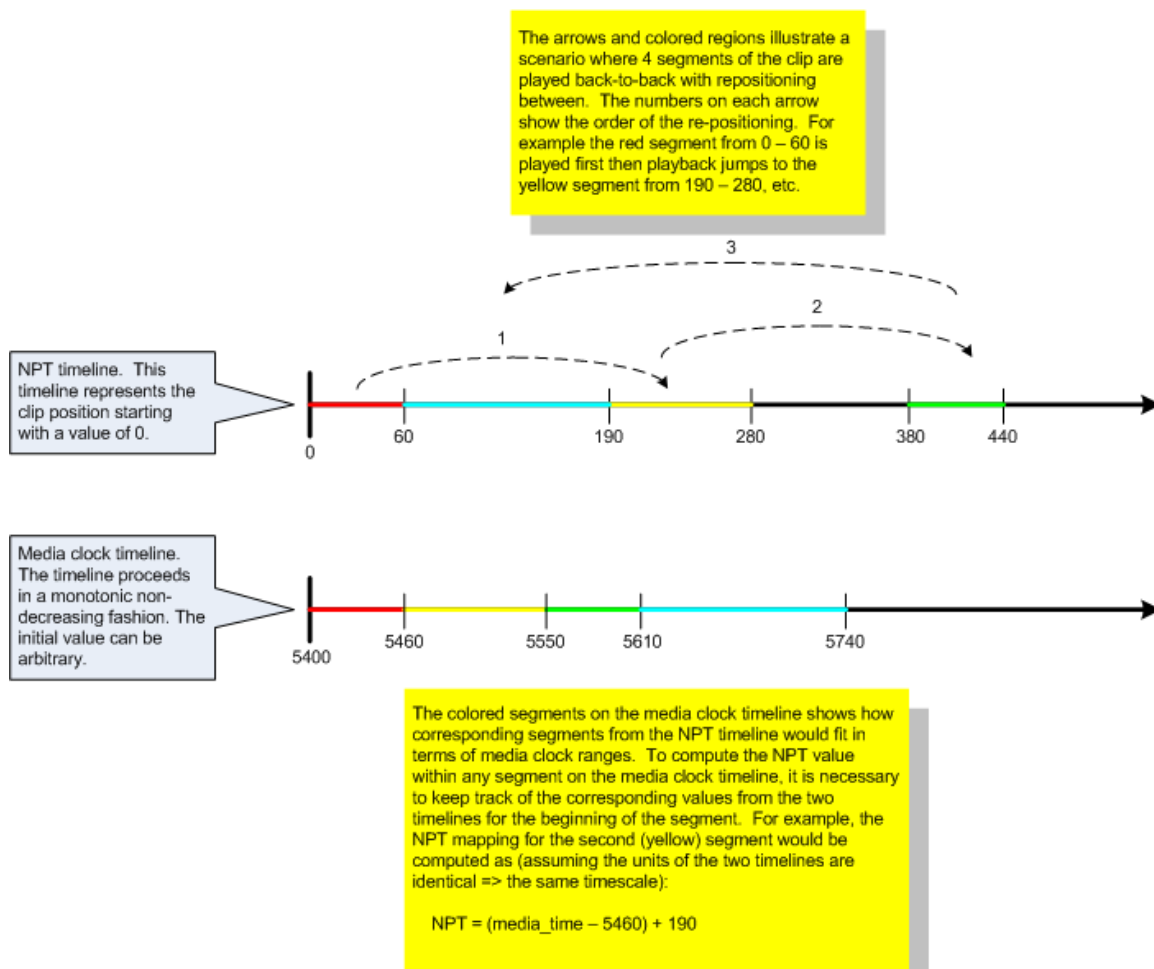 The arrows and colored regions illustrate a
scenario where 4 segments of the clip are
played back-to-back with repositioning
between. The numbers on each arrow
show the order of the re-positioning. For
example the red segment from 0 – 60 is
played first then playback jumps to the
yellow segment from 190 – 280, etc.
3
1
2
NPT timeline. This
timeline represents the
clip position starting
with a value of 0.
0
60
190
280
380
440
Media clock timeline.
The timeline proceeds
in a monotonic non-
decreasing fashion. The
initial value can be
arbitrary.
5400
5460
5550
5610
5740
The colored segments on the media clock timeline shows how
corresponding segments from the NPT timeline would fit in
terms of media clock ranges. To compute the NPT value
within any segment on the media clock timeline, it is necessary
to keep track of the corresponding values from the two
timelines for the beginning of the segment. For example, the
NPT mapping for the second (yellow) segment would be
computed as (assuming the units of the two timelines are
identical => the same timescale):
NPT = (media_time – 5460) + 190